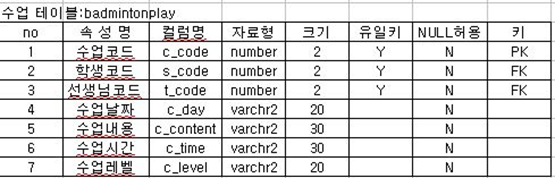 수업 테이블:badmintonplay
no 속 성 명 컬럼명 자료형 크기 유일키 NULL허용 키
1 수업코드 c_code number 2 Y N PK
2 학생코드 s_code number 2 Y N FK
3 선생님코드 t_code number 2 Y N FK
4 수업날짜 c_day varchr2 20 N
5 수업내용 c_content varchr2 30 N
6 수업시간 c_time varchr2 30 N
7 수업레벨 c_level varchr2 20 N